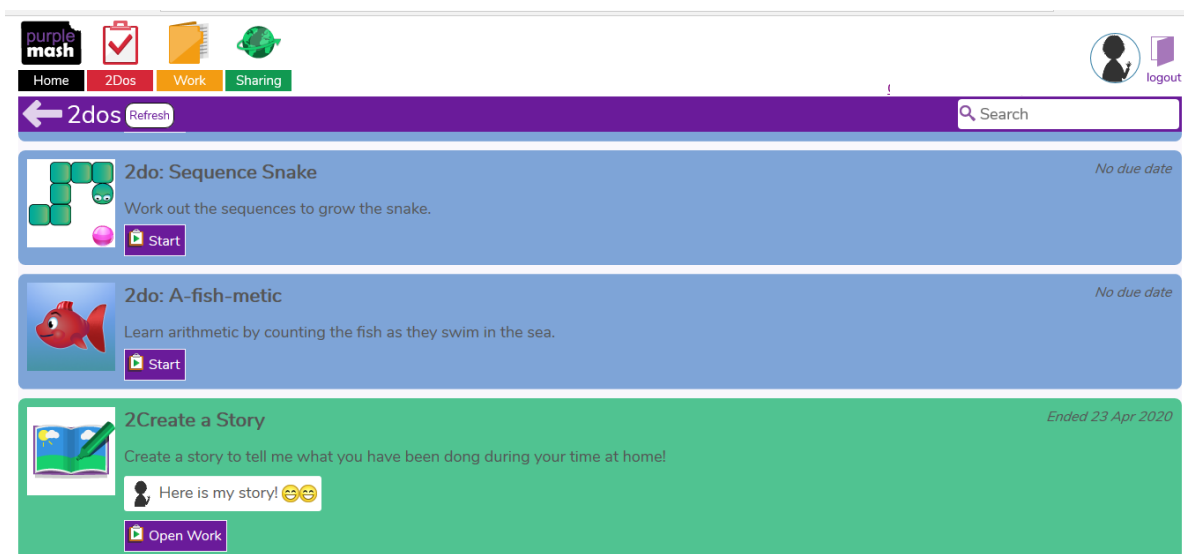 purple
mash
Home 2Dos Work Sharing
logout
2dos Refresh Search
2do: Sequence Snake No due date
Work out the sequences to grow the snake.
Start
2do: A-fish-metic No due date
Learn arithmetic by counting the fish as they swim in the sea.
Start
2Create a Story Ended 23 Apr 2020
Create a story to tell me what you have been dong during your time at home!
Here is my story! 😁😁
Open Work